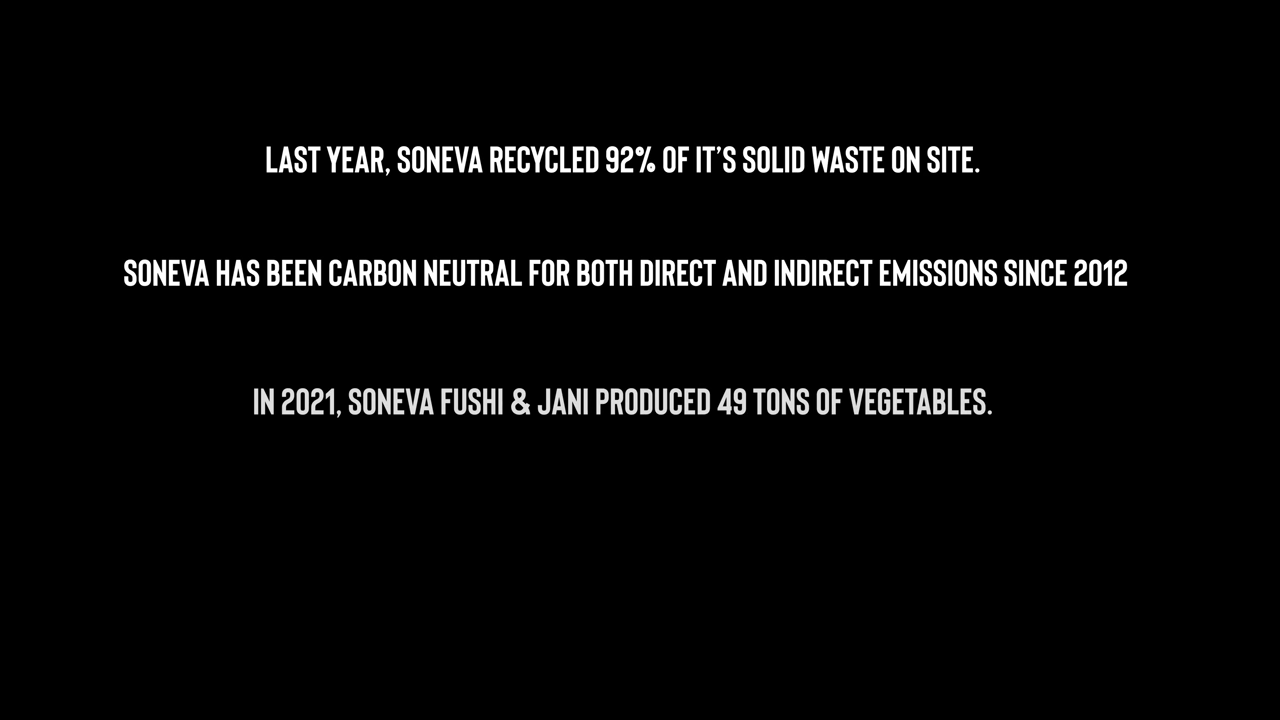 LAST YEAR, SONEVA RECYCLED 92% OF IT’S SOLID WASTE ON SITE.
SONEVA HAS BEEN CARBON NEUTRAL FOR BOTH DIRECT AND INDIRECT EMISSIONS SINCE 2012
IN 2021, SONEVA FUSHI & JANI PRODUCED 49 TONS OF VEGETABLES.